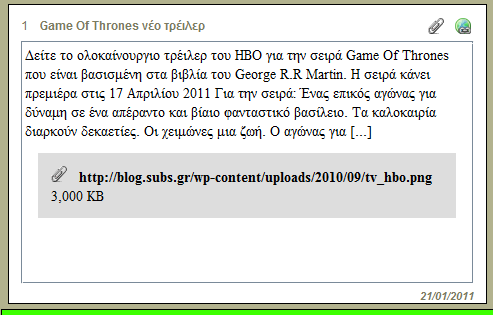 1 Game Of Thrones νέο τρέιλερ
Δείτε το ολοκαίνουργιο τρέιλερ του HBO για την σειρά Game Of Thrones
που είναι βασισμένη στα βιβλία του George R.R Martin. Η σειρά κάνει
πρεμιέρα στις 17 Απριλίου 2011 Για την σειρά: Ένας επικός αγώνας για
δύναμη σε ένα απέραντο και βίαιο φανταστικό βασίλειο. Τα καλοκαίρια
διαρκούν δεκαετίες. Οι χειμώνες μια ζωή. Ο αγώνας για [...]
http://blog.subs.gr/wp-content/uploads/2010/09/tv_hbo.png
3,000 KB
21/01/2011